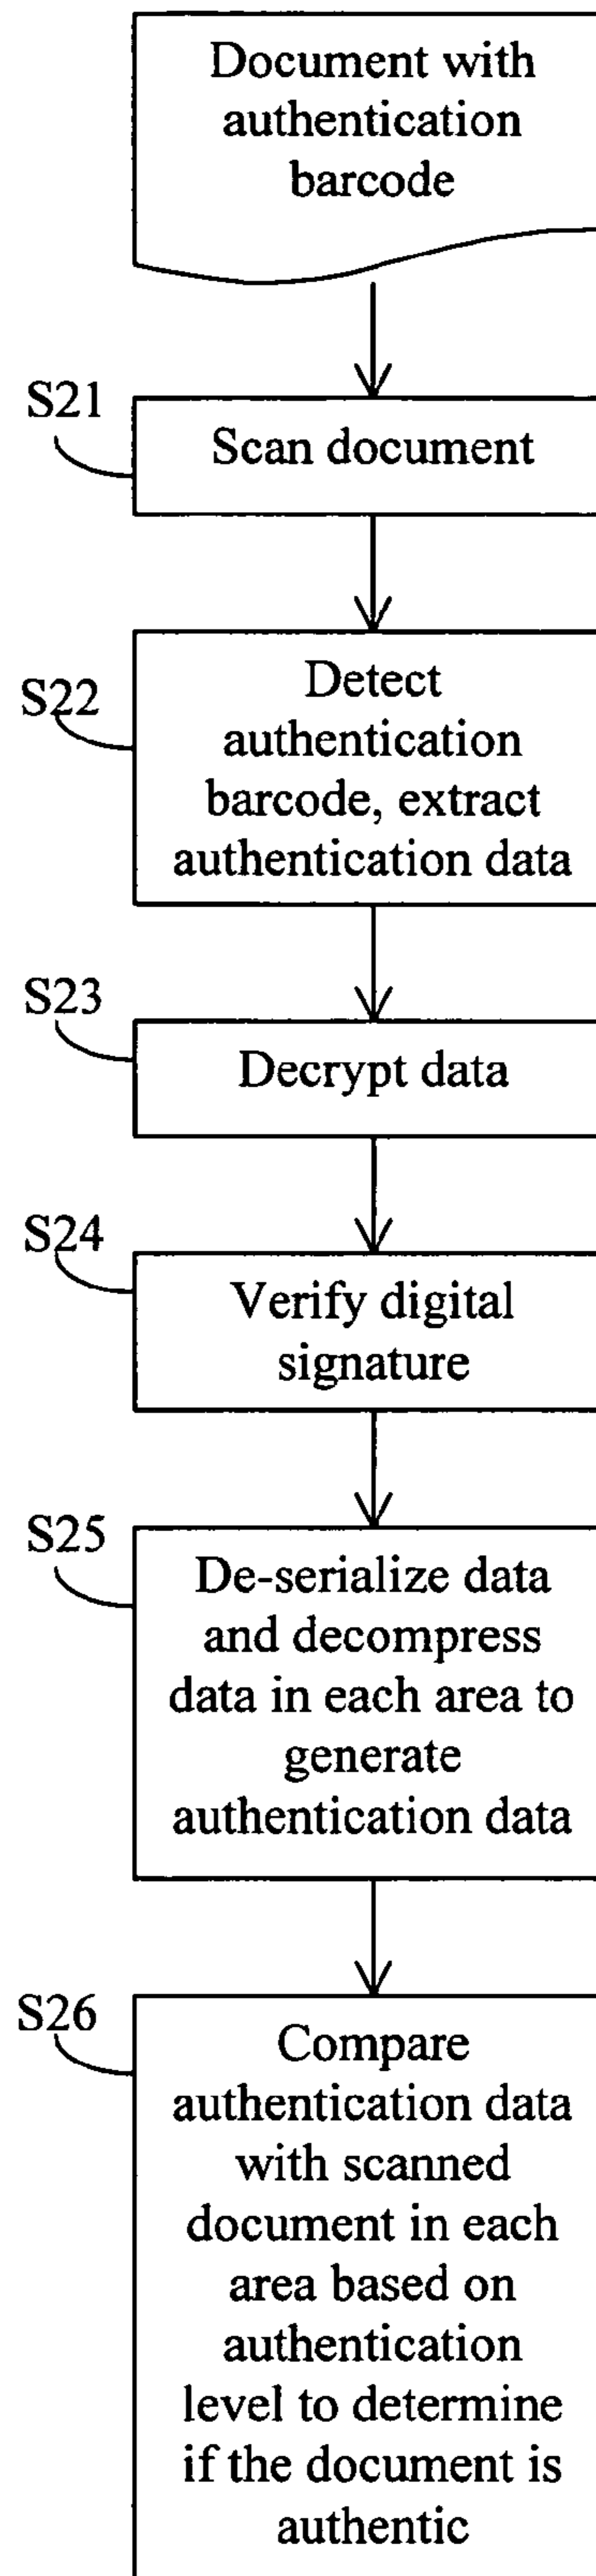 Document with
authentication
barcode
S21
Scan document
S22
Detect
authentication
barcode, extract
authentication data
S23
Decrypt data
S24
Verify digital
signature
S25
De-serialize data
and decompress
data in each area to
generate
authentication data
S26
Compare
authentication data
with scanned
document in each
area based on
authentication
level to determine
if the document is
authentic